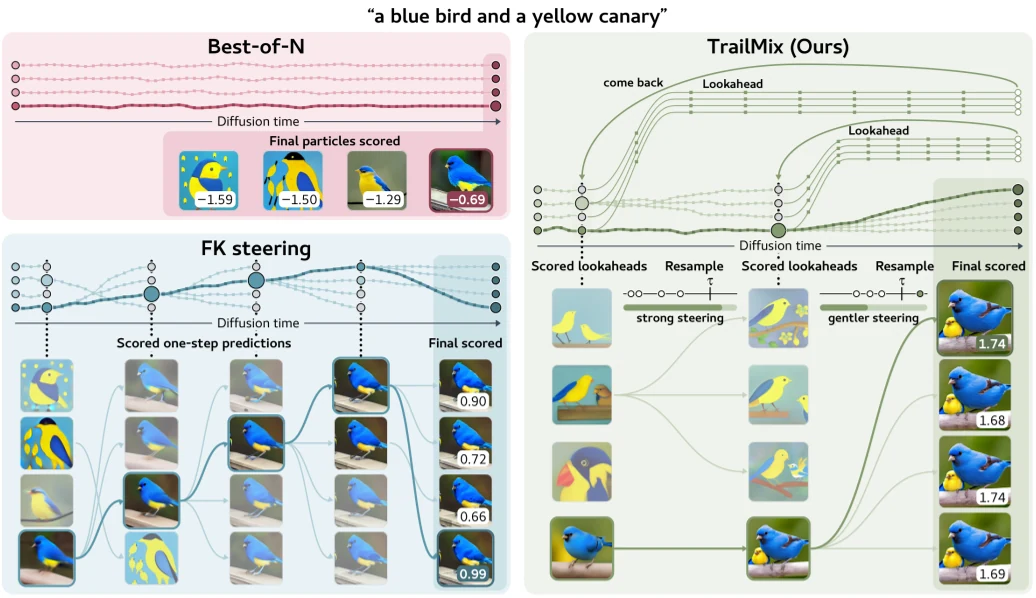 “a blue bird and a yellow canary”
Best-of-N
Diffusion time
Final particles scored
−1.59
−1.50
−1.29
−0.69
FK steering
Diffusion time
Scored one-step predictions
Final scored
0.90
0.72
0.66
0.99
TrailMix (Ours)
come back
Lookahead
Lookahead
Diffusion time
Scored lookaheads
Resample
Scored lookaheads
Resample
Final scored
τ
τ
strong steering
gentler steering
1.74
1.68
1.74
1.69